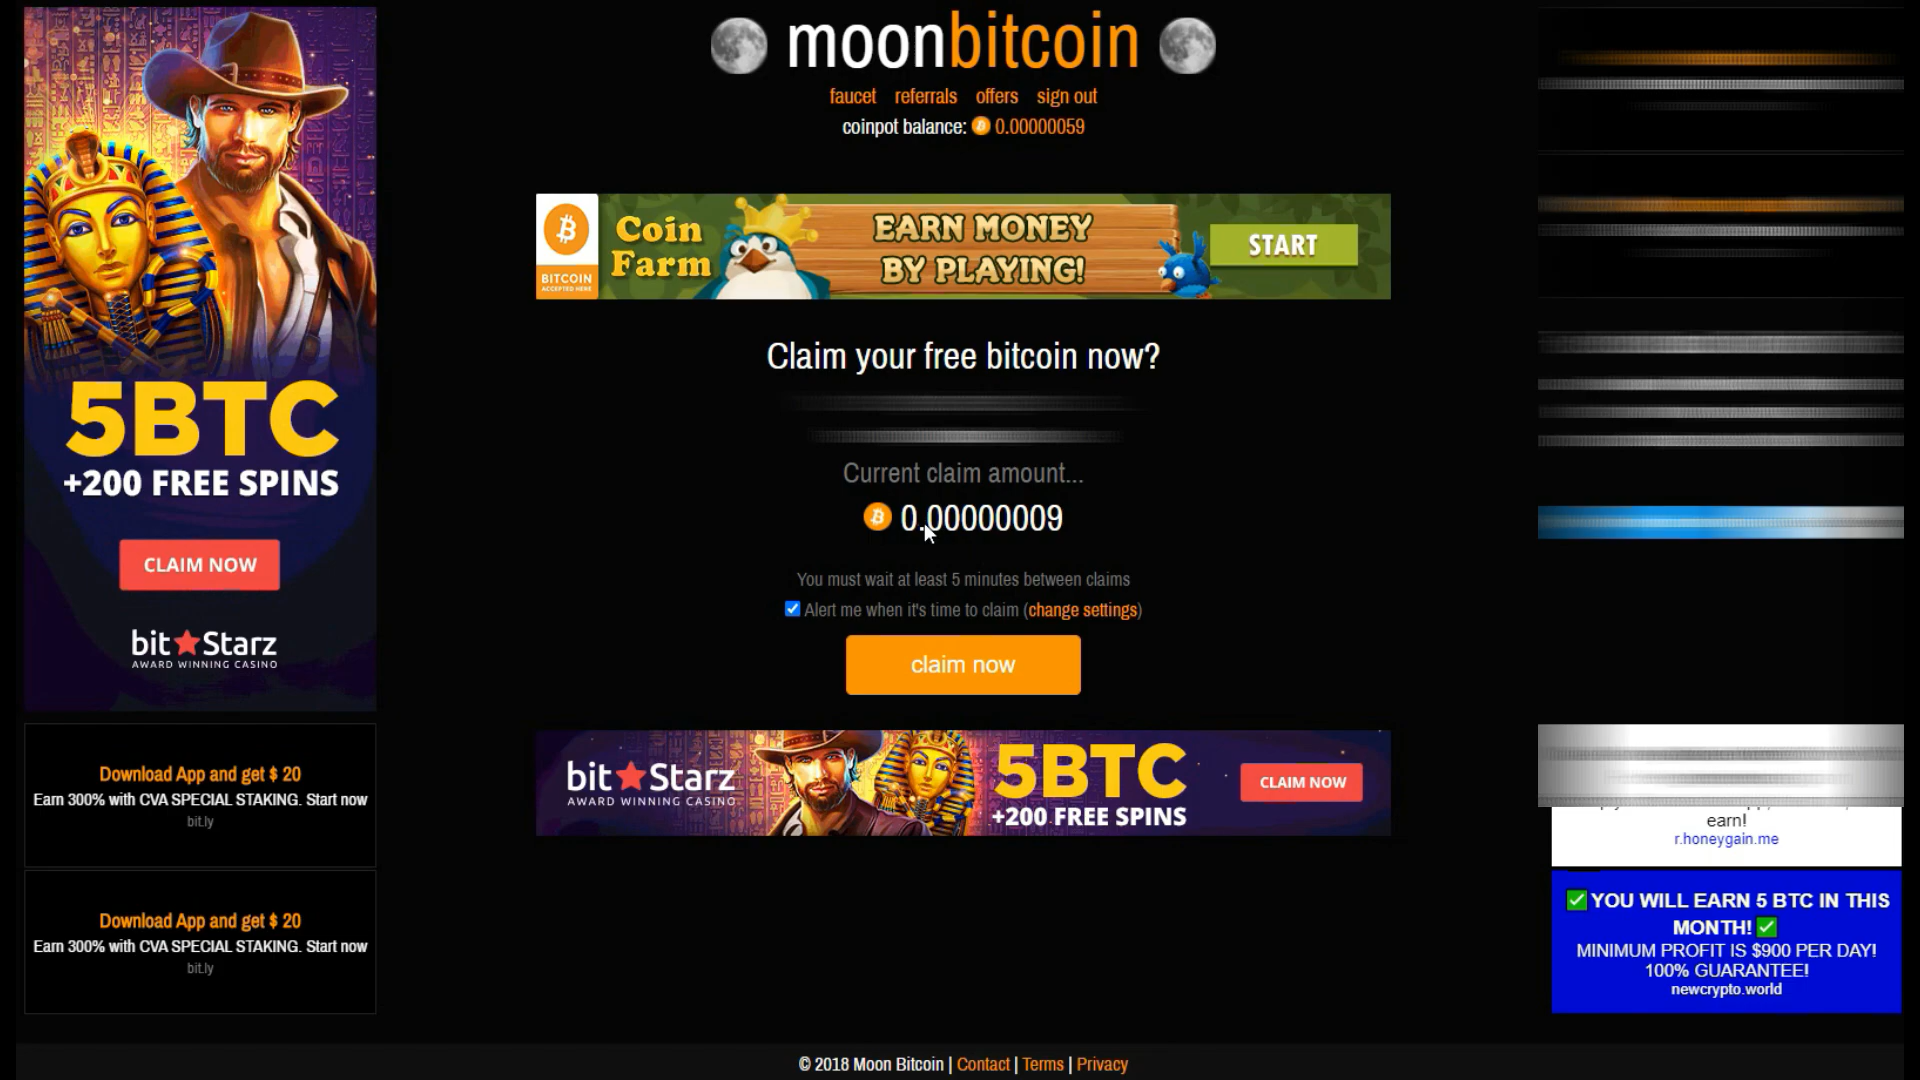 moonbitcoin
faucet referrals offers sign out
coinpot balance: 0.00000059
BITCOIN
ACCEPTED HERE
Coin
Farm
EARN MONEY
BY PLAYING!
START
Claim your free bitcoin now?
Current claim amount...
0.00000009
You must wait at least 5 minutes between claims
Alert me when it's time to claim (change settings)
claim now
bit Starz
AWARD WINNING CASINO
5BTC
+200 FREE SPINS
CLAIM NOW
5BTC
+200 FREE SPINS
CLAIM NOW
bit Starz
AWARD WINNING CASINO
Download App and get $ 20
Earn 300% with CVA SPECIAL STAKING. Start now
bit.ly
Download App and get $ 20
Earn 300% with CVA SPECIAL STAKING. Start now
bit.ly
earn!
r.honeygain.me
YOU WILL EARN 5 BTC IN THIS
MONTH!
MINIMUM PROFIT IS $900 PER DAY!
100% GUARANTEE!
newcrypto.world
© 2018 Moon Bitcoin | Contact | Terms | Privacy